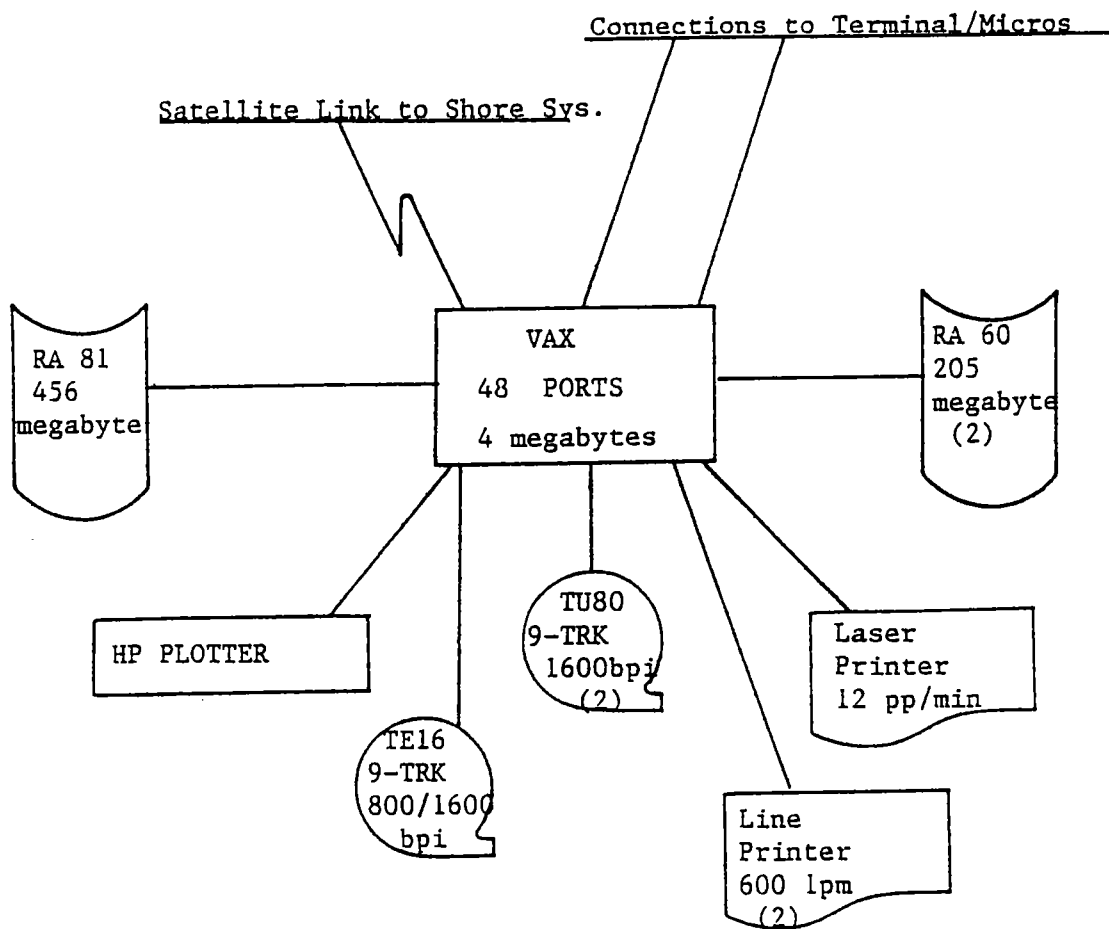 Connections to Terminal/Micros
Satellite Link to Shore Sys.
RA 81
456
megabyte
VAX
48 PORTS
4 megabytes
RA 60
205
megabyte
(2)
HP PLOTTER
TE16
9-TRK
800/1600
bpi
TU80
9-TRK
1600bpi
(2)
Line
Printer
600 lpm
(2)
Laser
Printer
12 pp/min